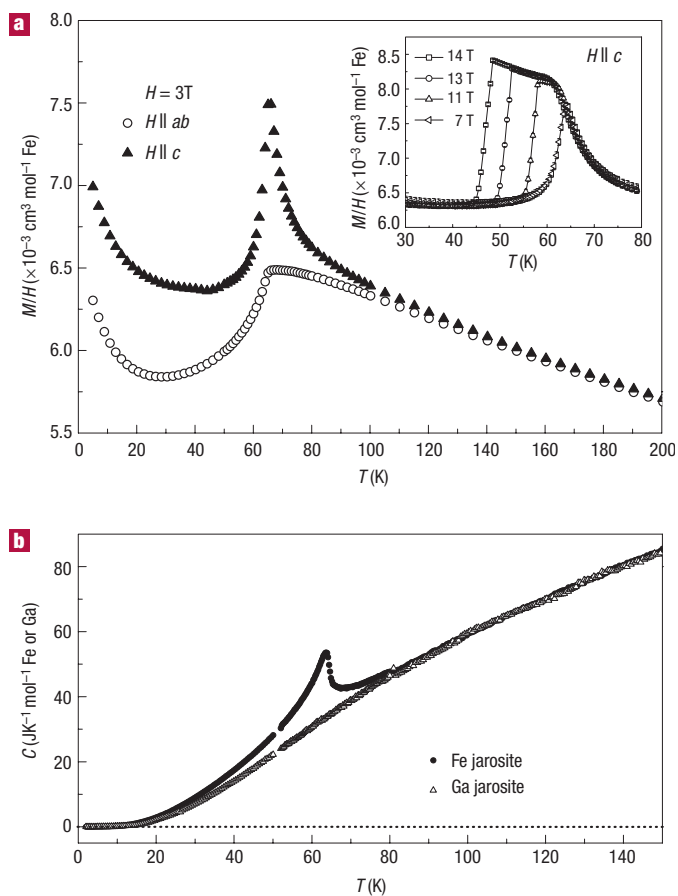 a
8.0
7.5
7.0
6.5
6.0
5.5
M/H (× 10⁻³ cm³ mol⁻¹ Fe)
H = 3T
H || ab
H || c
0 20 40 60 80 100 120 140 160 180 200
T (K)
H || c
14 T
13 T
11 T
7 T
8.5
8.0
7.5
7.0
6.5
6.0
M/H (× 10⁻³ cm³ mol⁻¹ Fe)
30 40 50 60 70 80
T (K)
b
80
60
40
20
0
C (JK⁻¹ mol⁻¹ Fe or Ga)
Fe jarosite
Ga jarosite
0 20 40 60 80 100 120 140
T (K)